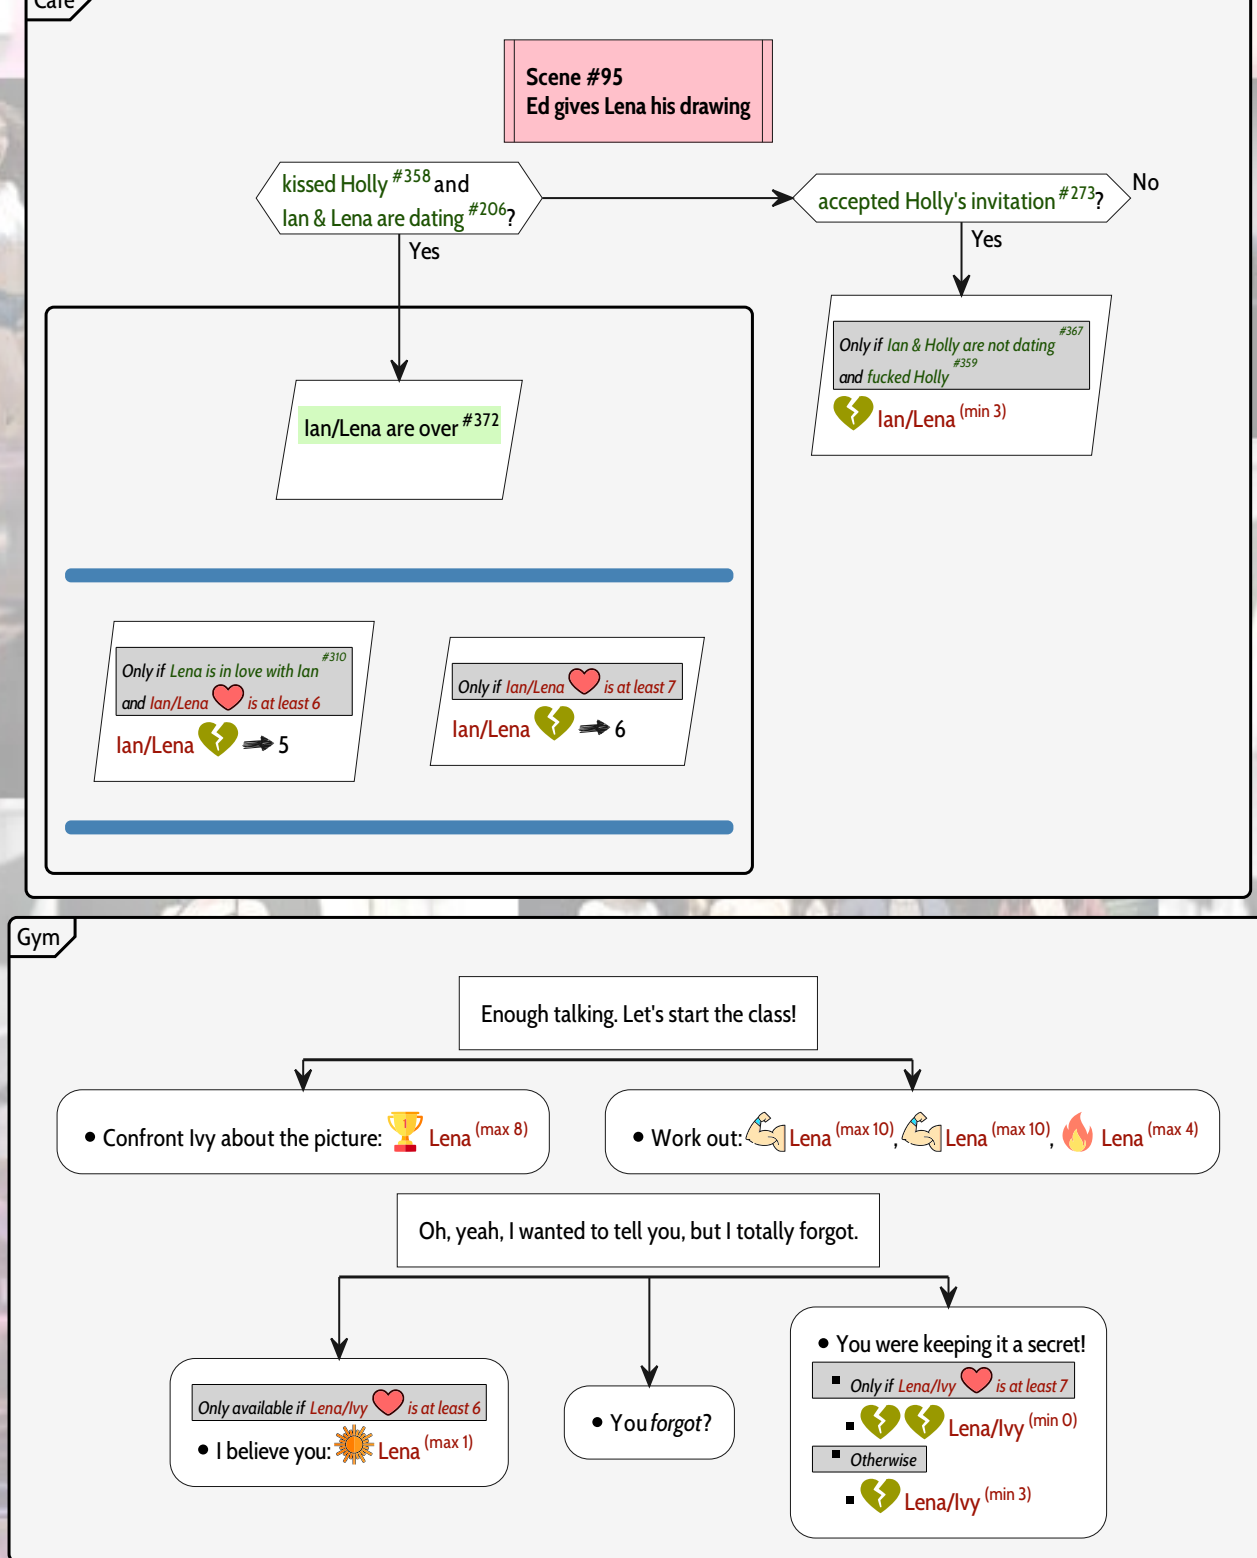 Cafe
Scene #95
Ed gives Lena his drawing
kissed Holly #358 and
Ian & Lena are dating #206?
Yes
accepted Holly's invitation #273?
No
Yes
Only if Ian & Holly are not dating #367
and fucked Holly #359
Ian/Lena (min 3)
Ian/Lena are over #372
Only if Lena is in love with Ian #310
and Ian/Lena is at least 6
Ian/Lena 5
Only if Ian/Lena is at least 7
Ian/Lena 6
Gym
Enough talking. Let's start the class!
• Confront Ivy about the picture: 1 Lena (max 8)
• Work out: Lena (max 10), Lena (max 10), Lena (max 4)
Oh, yeah, I wanted to tell you, but I totally forgot.
Only available if Lena/Ivy is at least 6
• I believe you: Lena (max 1)
• You forgot?
• You were keeping it a secret!
▪ Only if Lena/Ivy is at least 7
▪ Lena/Ivy (min 0)
▪ Otherwise
▪ Lena/Ivy (min 3)